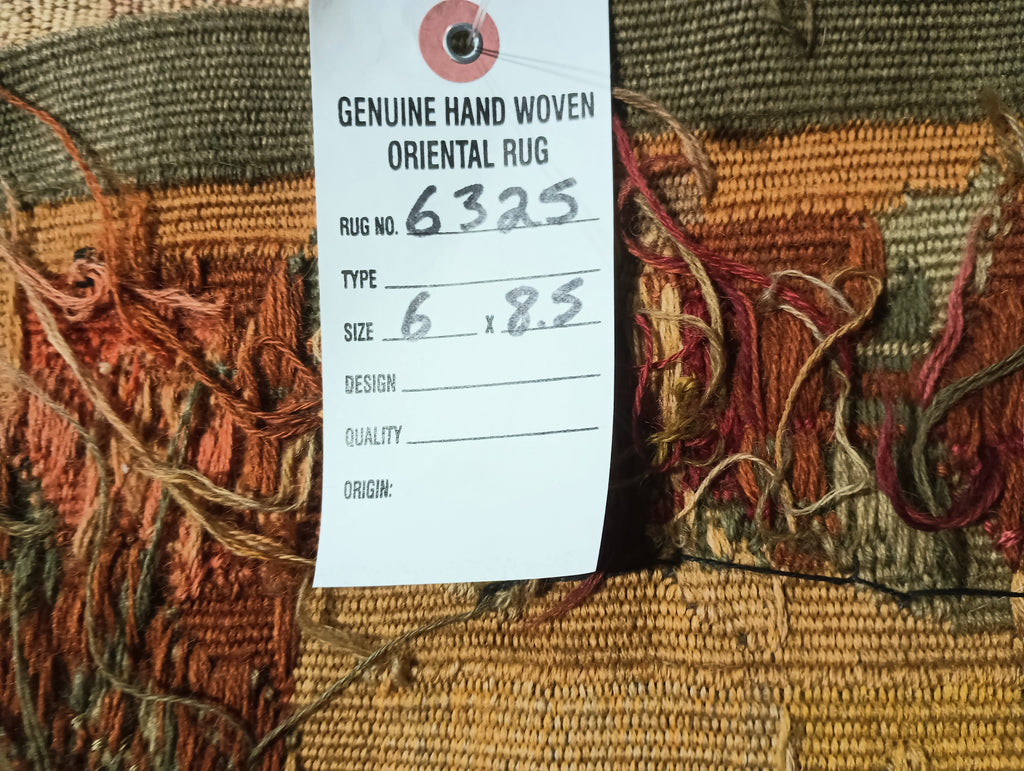 GENUINE HAND WOVEN
ORIENTAL RUG
RUG NO. 6325
TYPE
SIZE 6 X 8.5
DESIGN
QUALITY
ORIGIN: